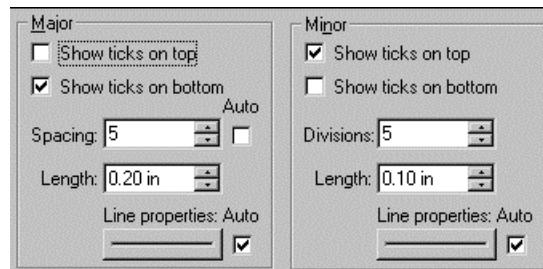 Major
Show ticks on top
Show ticks on bottom
Auto
Spacing: 5
Length: 0.20 in
Line properties: Auto
Minor
Show ticks on top
Show ticks on bottom
Divisions: 5
Length: 0.10 in
Line properties: Auto